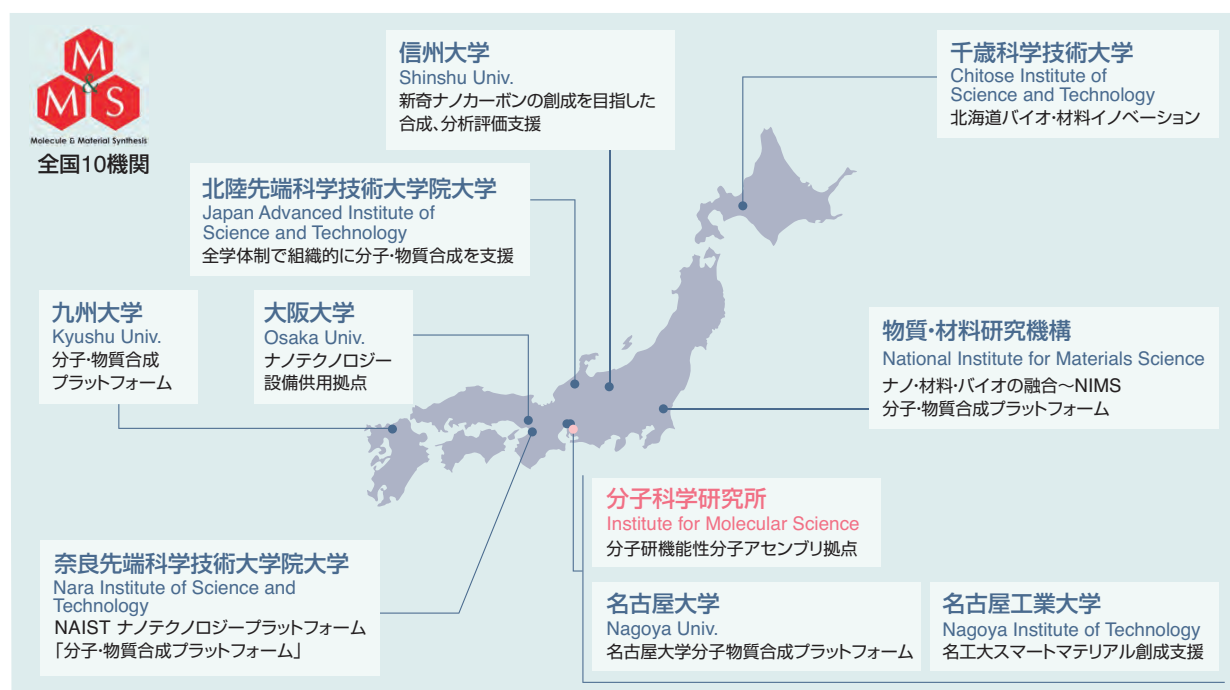 M
&
M S
Molecule & Material Synthesis
全国10機関
信州大学
Shinshu Univ.
新奇ナノカーボンの創成を目指した
合成、分析評価支援
千歳科学技術大学
Chitose Institute of
Science and Technology
北海道バイオ・材料イノベーション
北陸先端科学技術大学院大学
Japan Advanced Institute of
Science and Technology
全学体制で組織的に分子・物質合成を支援
九州大学
Kyushu Univ.
分子・物質合成
プラットフォーム
大阪大学
Osaka Univ.
ナノテクノロジー
設備供用拠点
物質・材料研究機構
National Institute for Materials Science
ナノ・材料・バイオの融合～NIMS
分子・物質合成プラットフォーム
分子科学研究所
Institute for Molecular Science
分子研機能性分子アセンブリ拠点
奈良先端科学技術大学院大学
Nara Institute of Science and
Technology
NAIST ナノテクノロジープラットフォーム
「分子・物質合成プラットフォーム」
名古屋大学
Nagoya Univ.
名古屋大学分子物質合成プラットフォーム
名古屋工業大学
Nagoya Institute of Technology
名工大スマートマテリアル創成支援